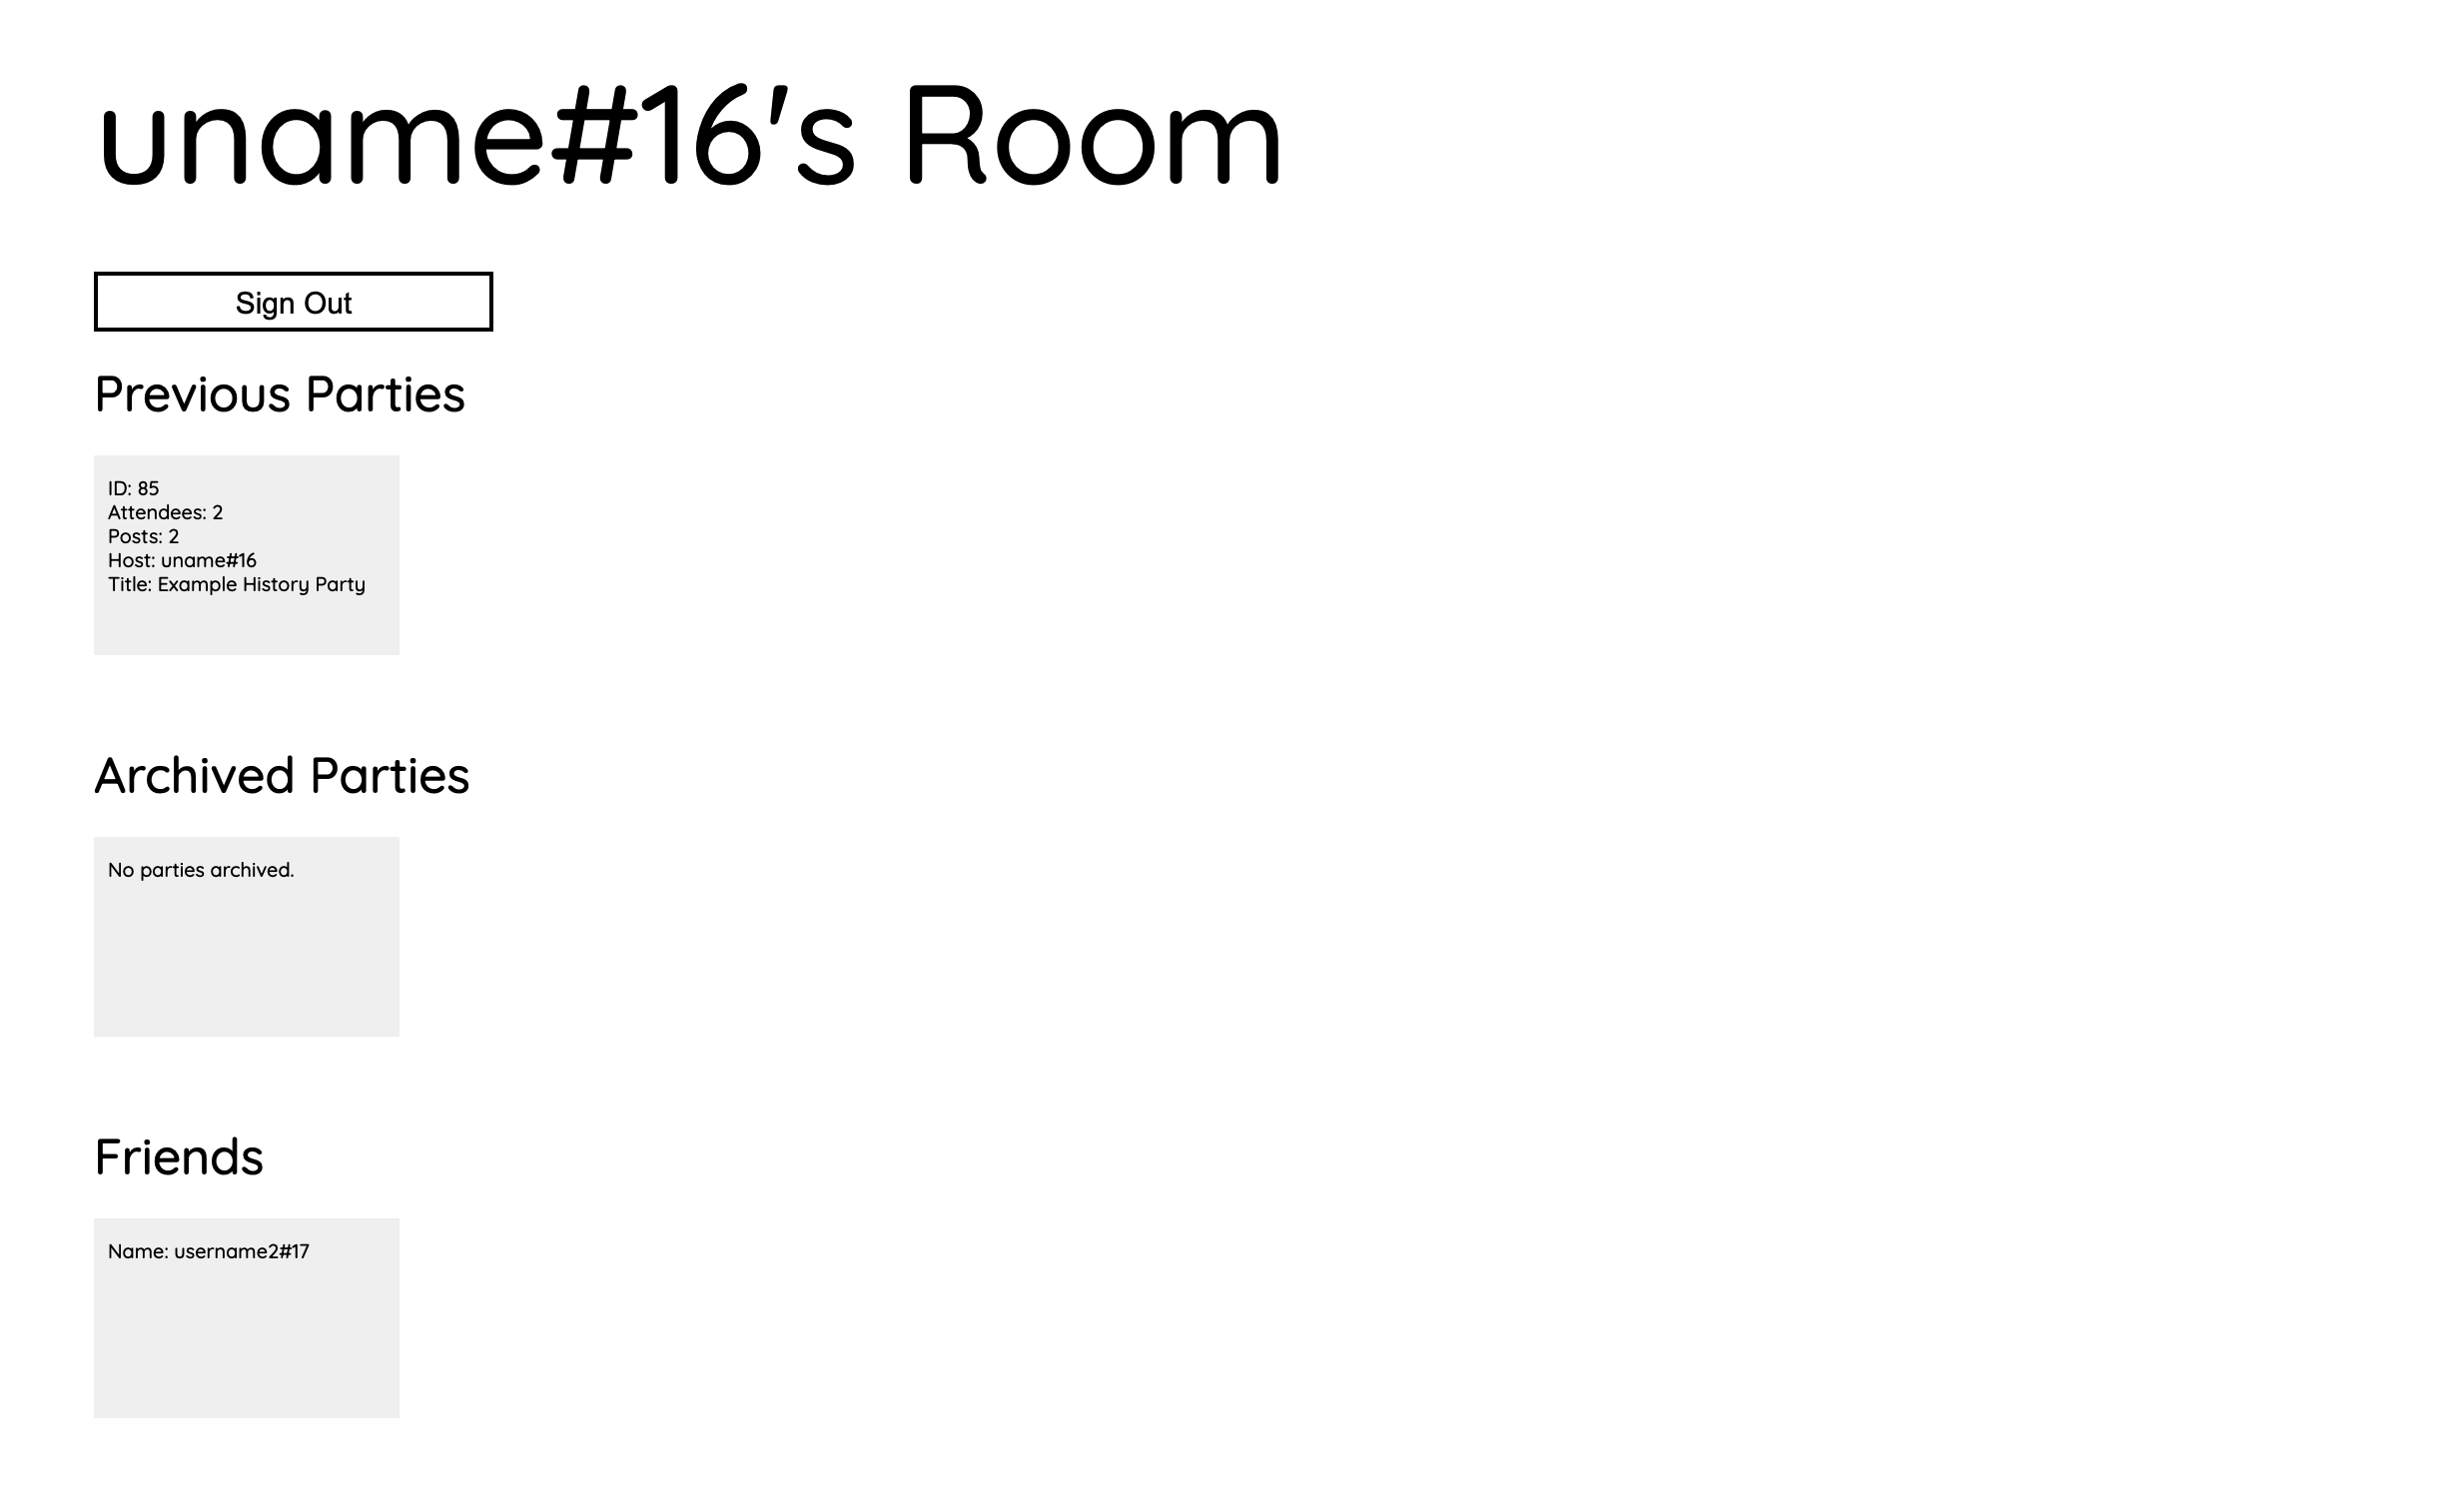 uname#16's Room
Sign Out
Previous Parties
ID: 85
Attendees: 2
Posts: 2
Host: uname#16
Title: Example History Party
Archived Parties
No parties archived.
Friends
Name: username2#17